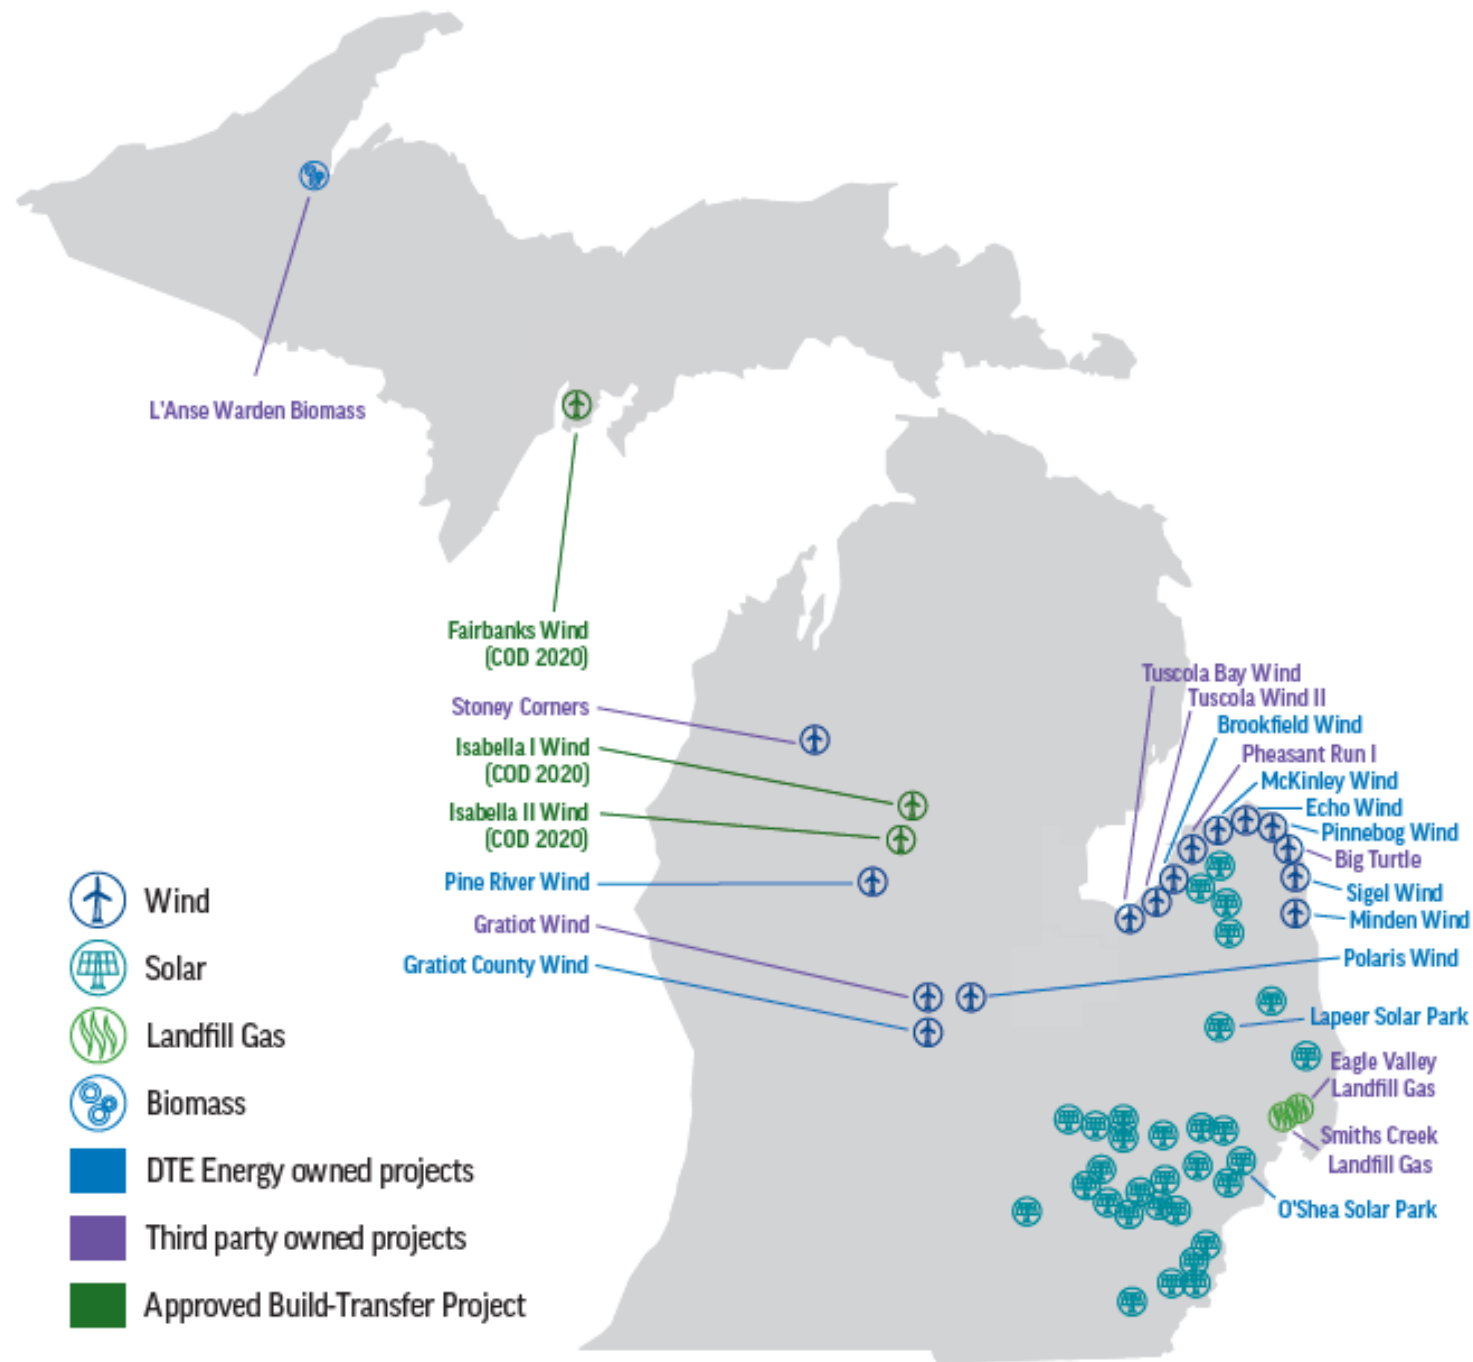 L'Anse Warden Biomass
Fairbanks Wind
(COD 2020)
Stoney Corners
Isabella I Wind
(COD 2020)
Isabella II Wind
(COD 2020)
Pine River Wind
Gratiot Wind
Gratiot County Wind
Tuscola Bay Wind
Tuscola Wind II
Brookfield Wind
Pheasant Run I
McKinley Wind
Echo Wind
Pinnebog Wind
Big Turtle
Sigel Wind
Minden Wind
Polaris Wind
Lapeer Solar Park
Eagle Valley
Landfill Gas
Smiths Creek
Landfill Gas
O'Shea Solar Park
Wind
Solar
Landfill Gas
Biomass
DTE Energy owned projects
Third party owned projects
Approved Build-Transfer Project